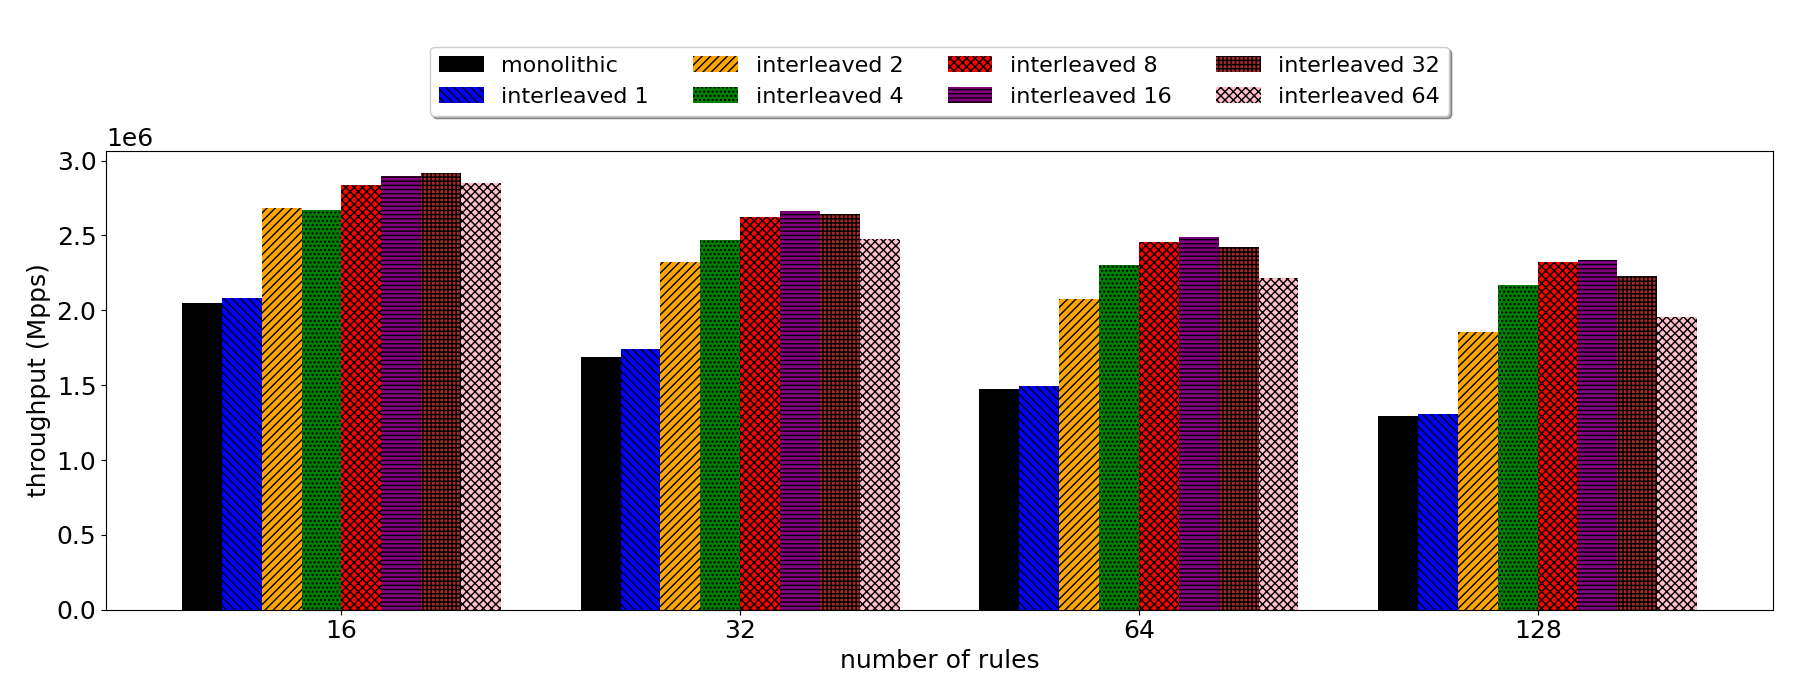 monolithic
interleaved 1
interleaved 2
interleaved 4
interleaved 8
interleaved 16
interleaved 32
interleaved 64
1e6
3.0
2.5
2.0
1.5
1.0
0.5
0.0
throughput (Mpps)
16
32
64
128
number of rules